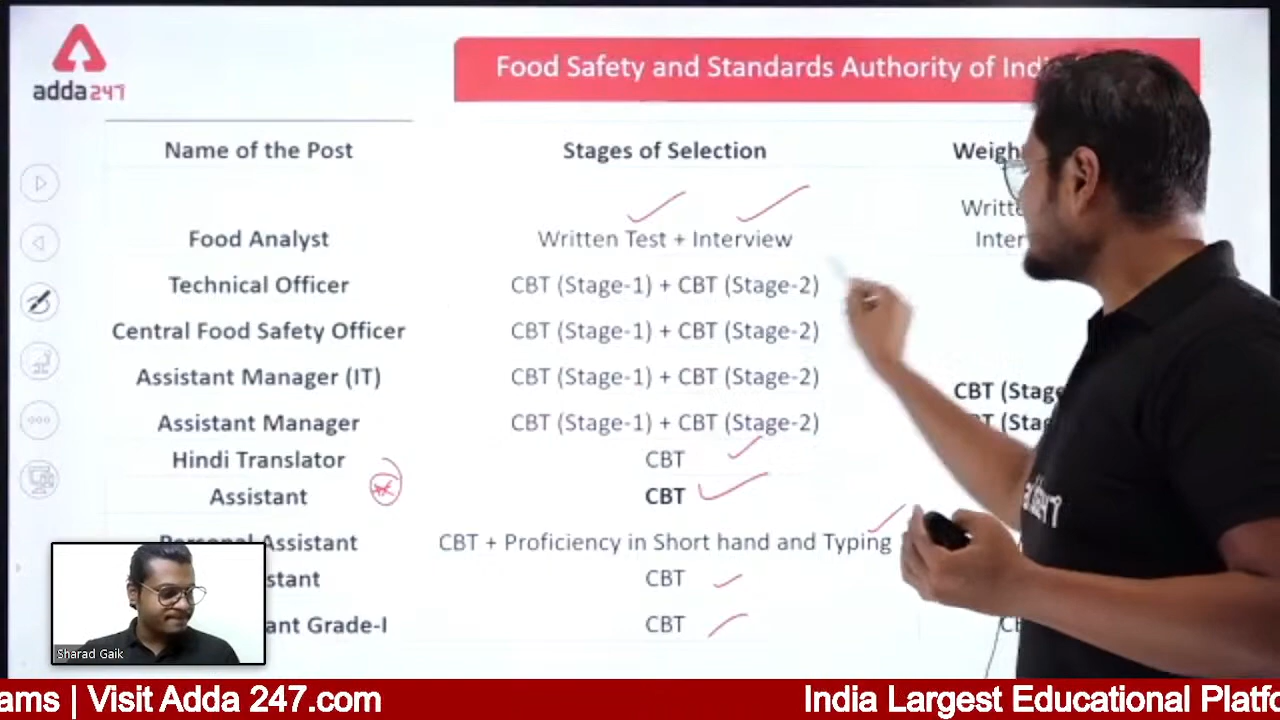 adda247
Food Safety and Standards Authority of Indi
Name of the Post Stages of Selection Weigh
Food Analyst Written Test + Interview Writte Inter
Technical Officer CBT (Stage-1) + CBT (Stage-2)
Central Food Safety Officer CBT (Stage-1) + CBT (Stage-2)
Assistant Manager (IT) CBT (Stage-1) + CBT (Stage-2) CBT (Stage
Assistant Manager CBT (Stage-1) + CBT (Stage-2) (Stag
Hindi Translator CBT
Assistant CBT
Personal Assistant CBT + Proficiency in Short hand and Typing
stant CBT
ant Grade-I CBT
Sharad Gaik
ams | Visit Adda 247.com India Largest Educational Platfo